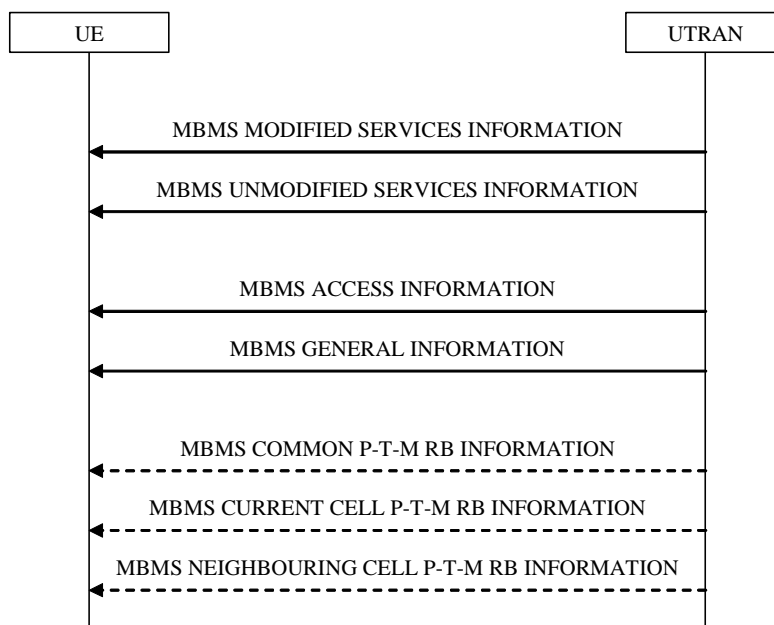 UE
UTRAN
MBMS MODIFIED SERVICES INFORMATION
MBMS UNMODIFIED SERVICES INFORMATION
MBMS ACCESS INFORMATION
MBMS GENERAL INFORMATION
MBMS COMMON P-T-M RB INFORMATION
MBMS CURRENT CELL P-T-M RB INFORMATION
MBMS NEIGHBOURING CELL P-T-M RB INFORMATION